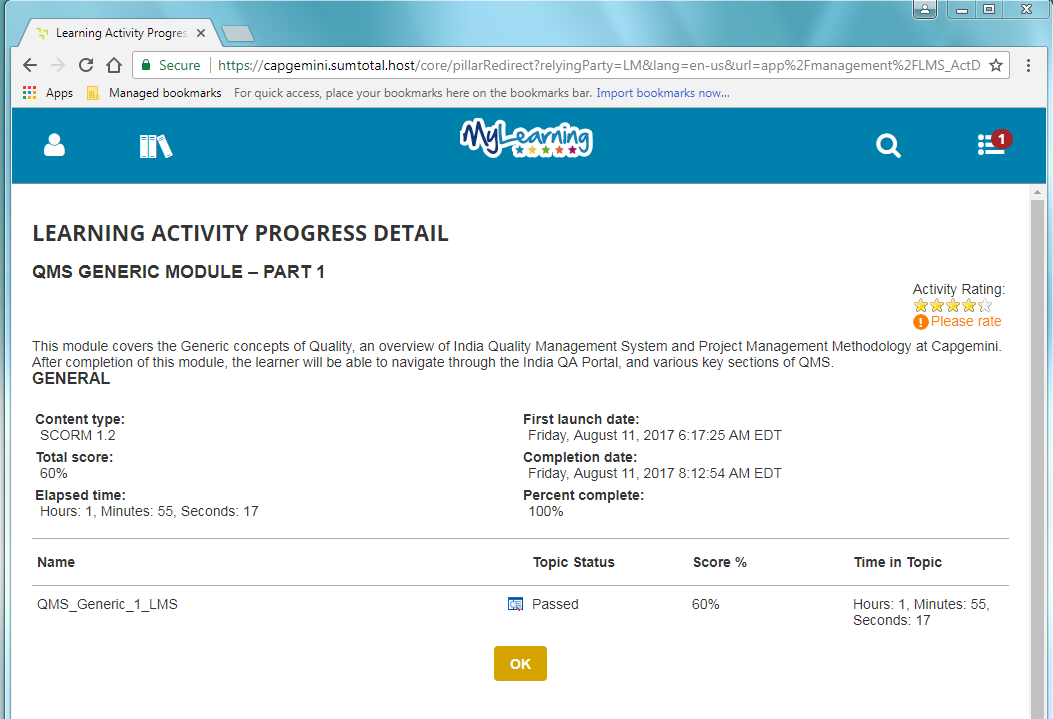 Learning Activity Progres
Secure
https://capgemini.sumtotal.host/core/pillarRedirect?relyingParty=LM&lang=en-us&url=app%2Fmanagement%2FLMS_ActD
Apps Managed bookmarks For quick access, place your bookmarks here on the bookmarks bar. Import bookmarks now...
MyLearning
1
LEARNING ACTIVITY PROGRESS DETAIL
QMS GENERIC MODULE – PART 1
Activity Rating:
Please rate
This module covers the Generic concepts of Quality, an overview of India Quality Management System and Project Management Methodology at Capgemini.
After completion of this module, the learner will be able to navigate through the India QA Portal, and various key sections of QMS.
GENERAL
Content type: First launch date:
SCORM 1.2 Friday, August 11, 2017 6:17:25 AM EDT
Total score: Completion date:
60% Friday, August 11, 2017 8:12:54 AM EDT
Elapsed time: Percent complete:
Hours: 1, Minutes: 55, Seconds: 17 100%
Name Topic Status Score % Time in Topic
QMS_Generic_1_LMS Passed 60% Hours: 1, Minutes: 55,
Seconds: 17
OK